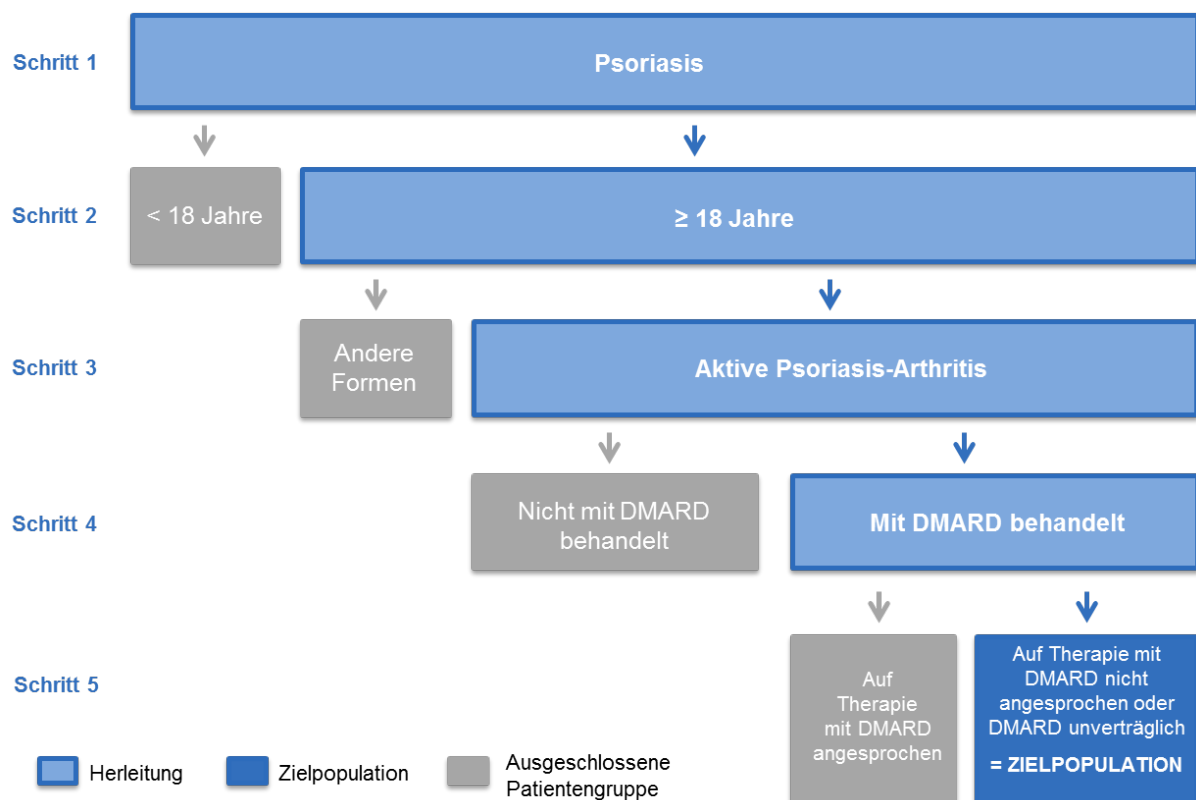 Schritt 1
Psoriasis
Schritt 2
< 18 Jahre
≥ 18 Jahre
Schritt 3
Andere
Formen
Aktive Psoriasis-Arthritis
Schritt 4
Nicht mit DMARD
behandelt
Mit DMARD behandelt
Schritt 5
Auf
Therapie
mit DMARD
angesprochen
Auf Therapie mit
DMARD nicht
angesprochen oder
DMARD unverträglich
= ZIELPOPULATION
Herleitung
Zielpopulation
Ausgeschlossene
Patientengruppe